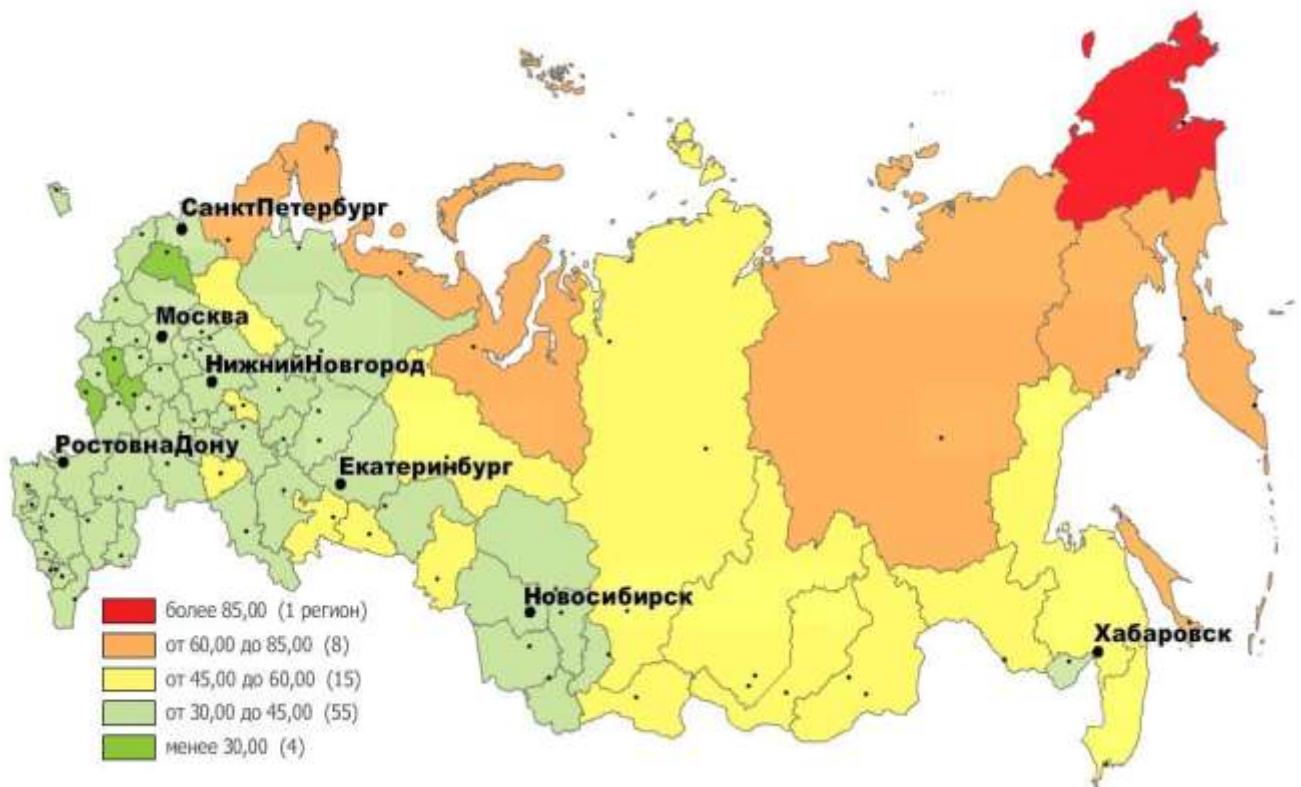 СанктПетербург
Москва
НижнийНовгород
РостовнаДону
Екатеринбург
Новосибирск
Хабаровск
более 85,00 (1 регион)
от 60,00 до 85,00 (8)
от 45,00 до 60,00 (15)
от 30,00 до 45,00 (55)
менее 30,00 (4)